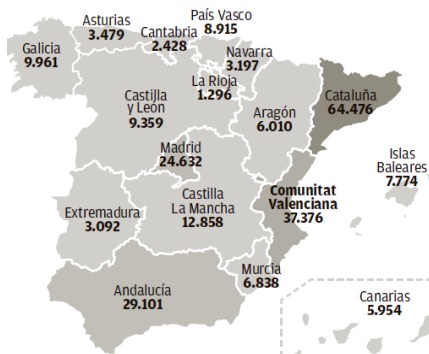 País Vasco
8.915
Asturias
3.479
Cantabria
2.428
Galicia
9.961
Navarra
3.197
La Rioja
1.296
Castilla
y León
9.359
Aragón
6.010
Cataluña
64.476
Madrid
24.632
Islas
Baleares
7.774
Comunitat
Valenciana
37.376
Castilla
La Mancha
12.858
Extremadura
3.092
Murcia
6.838
Andalucía
29.101
Canarias
5.954